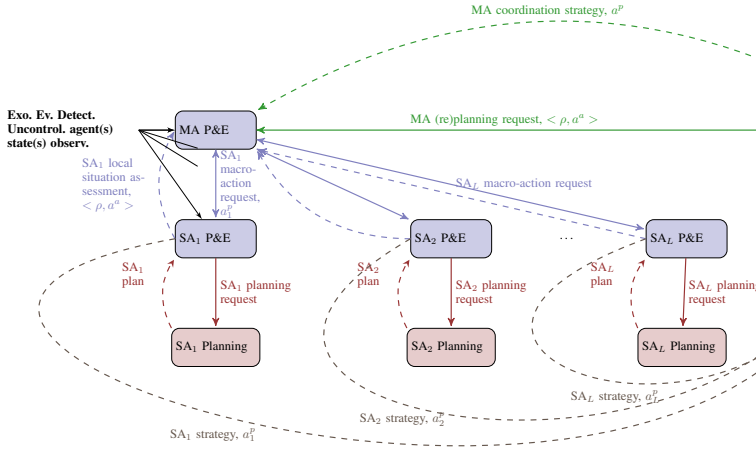 MA coordination strategy, a^p
MA (re)planning request, < ρ, a^a >
Exo. Ev. Detect.
Uncontrol. agent(s)
state(s) observ.
MA P&E
SA_1 local
situation as-
sessment,
< ρ, a^a >
SA_1
macro-
action
request,
a_1^p
SA_L macro-action request
SA_1 P&E
SA_2 P&E
...
SA_L P&E
SA_1
plan
SA_1 planning
request
SA_2
plan
SA_2 planning
request
SA_L
plan
SA_L planning
request
SA_1 Planning
SA_2 Planning
SA_L Planning
SA_L strategy, a_L^p
SA_2 strategy, a_2^p
SA_1 strategy, a_1^p